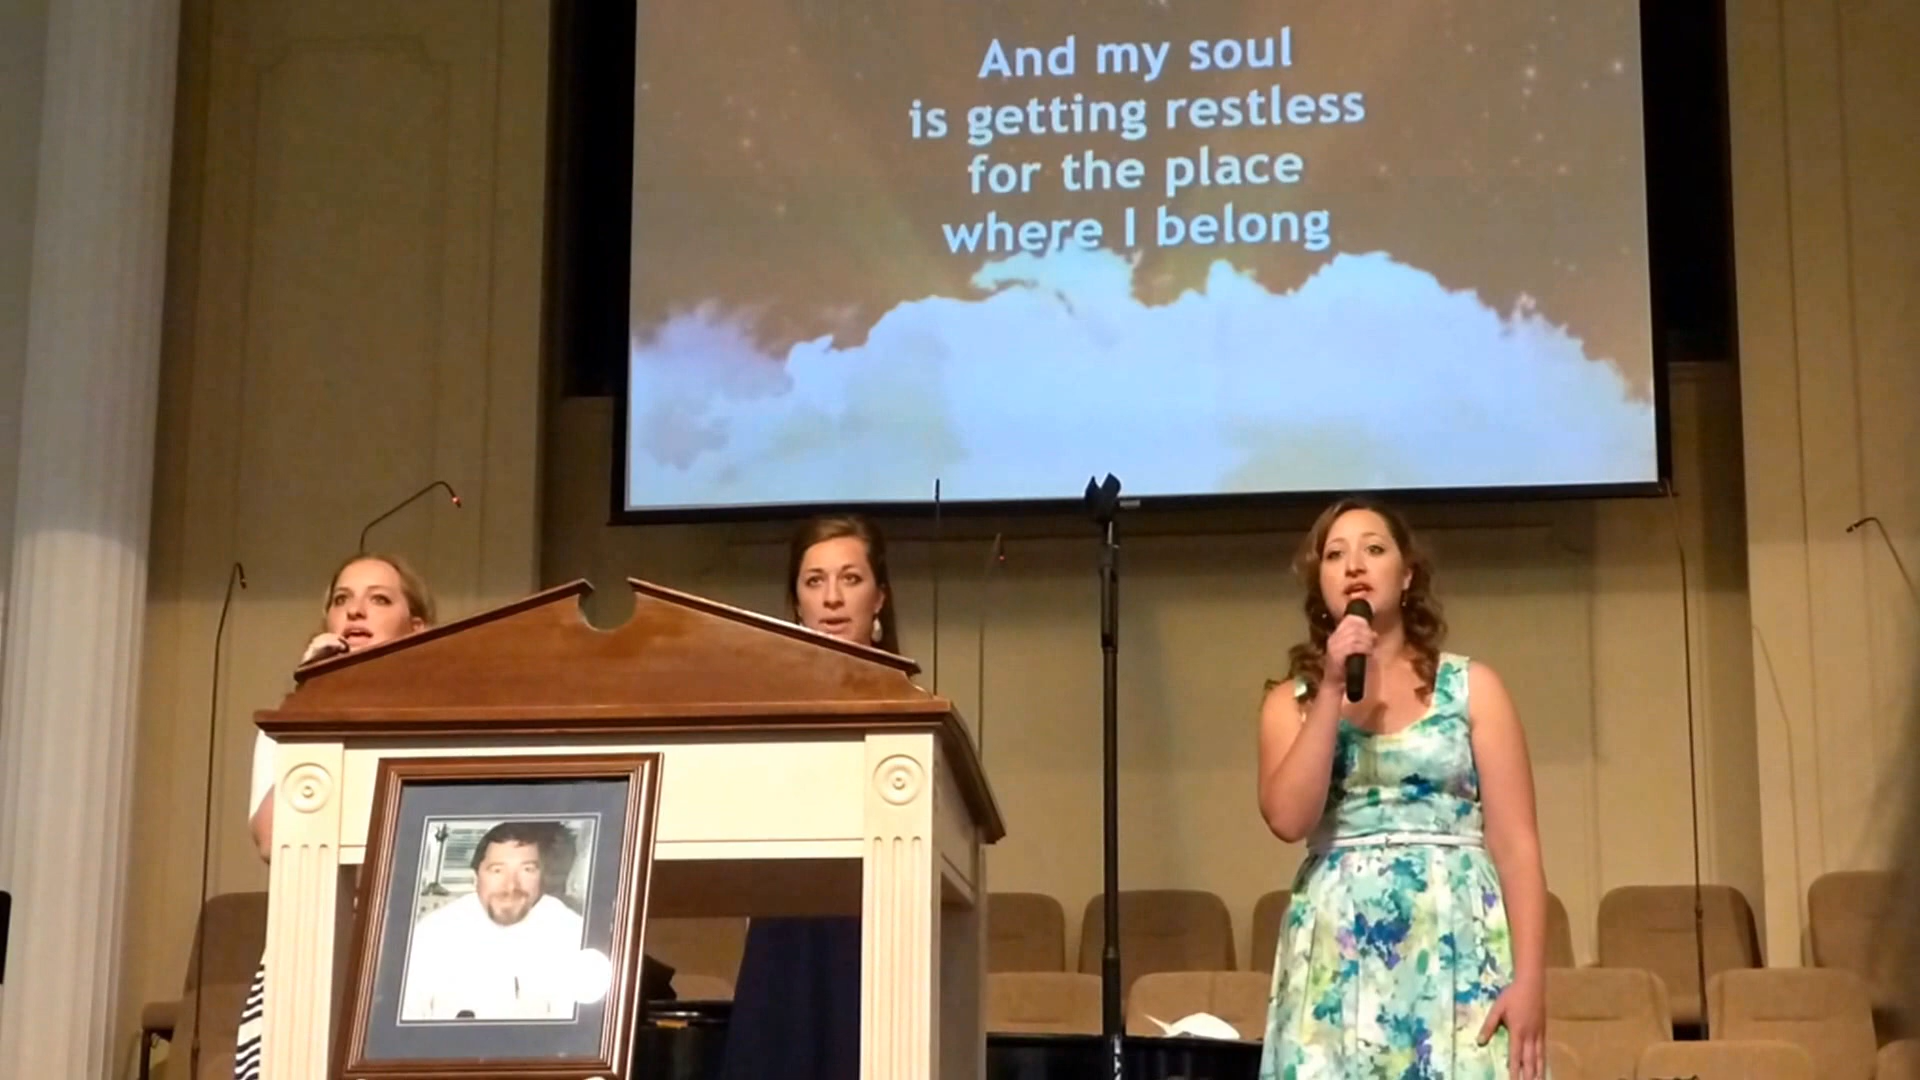 And my soul
is getting restless
for the place
where I belong